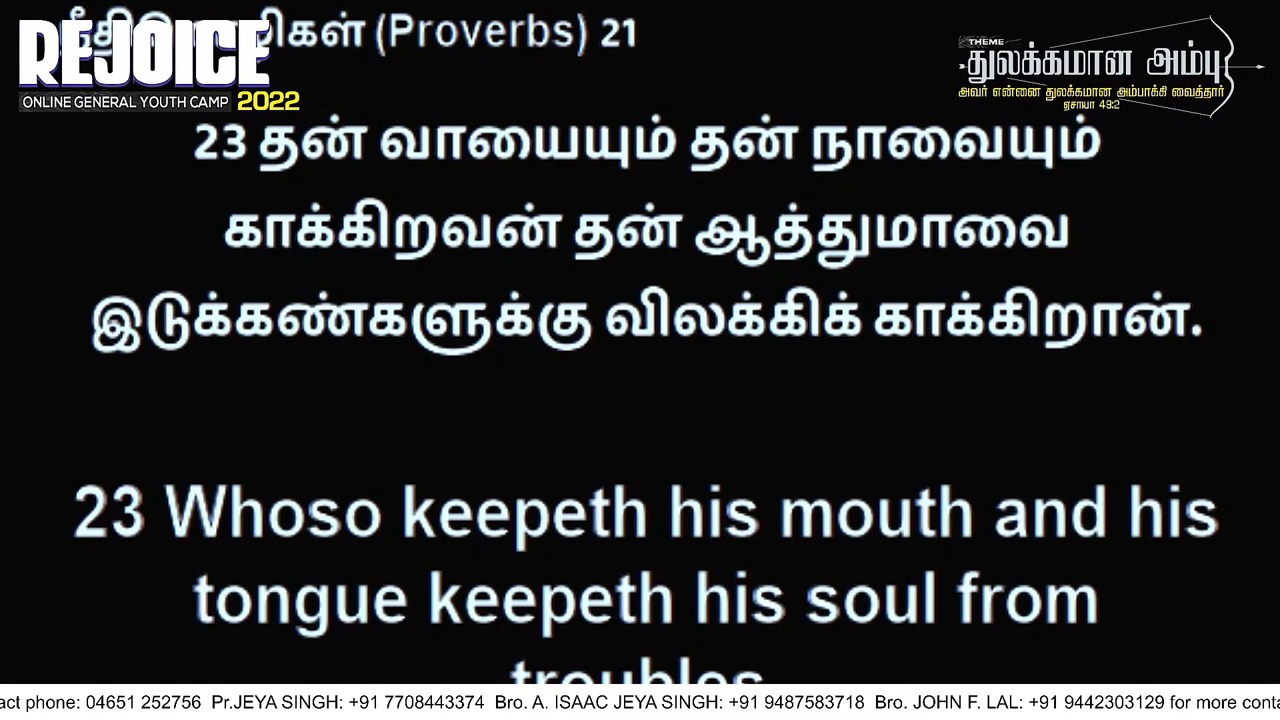 (Proverbs) 21
REJOICE
ONLINE GENERAL YOUTH CAMP 2022
THEME
துலக்கமான அம்பு
அவர் என்னை துலக்கமான அம்பாக்கி வைத்தார்
ஏசாயா 49:2
23 தன் வாயையும் தன் நாவையும்
காக்கிறவன் தன் ஆத்துமாவை
இடுக்கண்களுக்கு விலக்கிக் காக்கிறான்.
23 Whoso keepeth his mouth and his
tongue keepeth his soul from
troubles.
act phone: 04651 252756 Pr.JEYA SINGH: +91 7708443374 Bro. A. ISAAC JEYA SINGH: +91 9487583718 Bro. JOHN F. LAL: +91 9442303129 for more conta